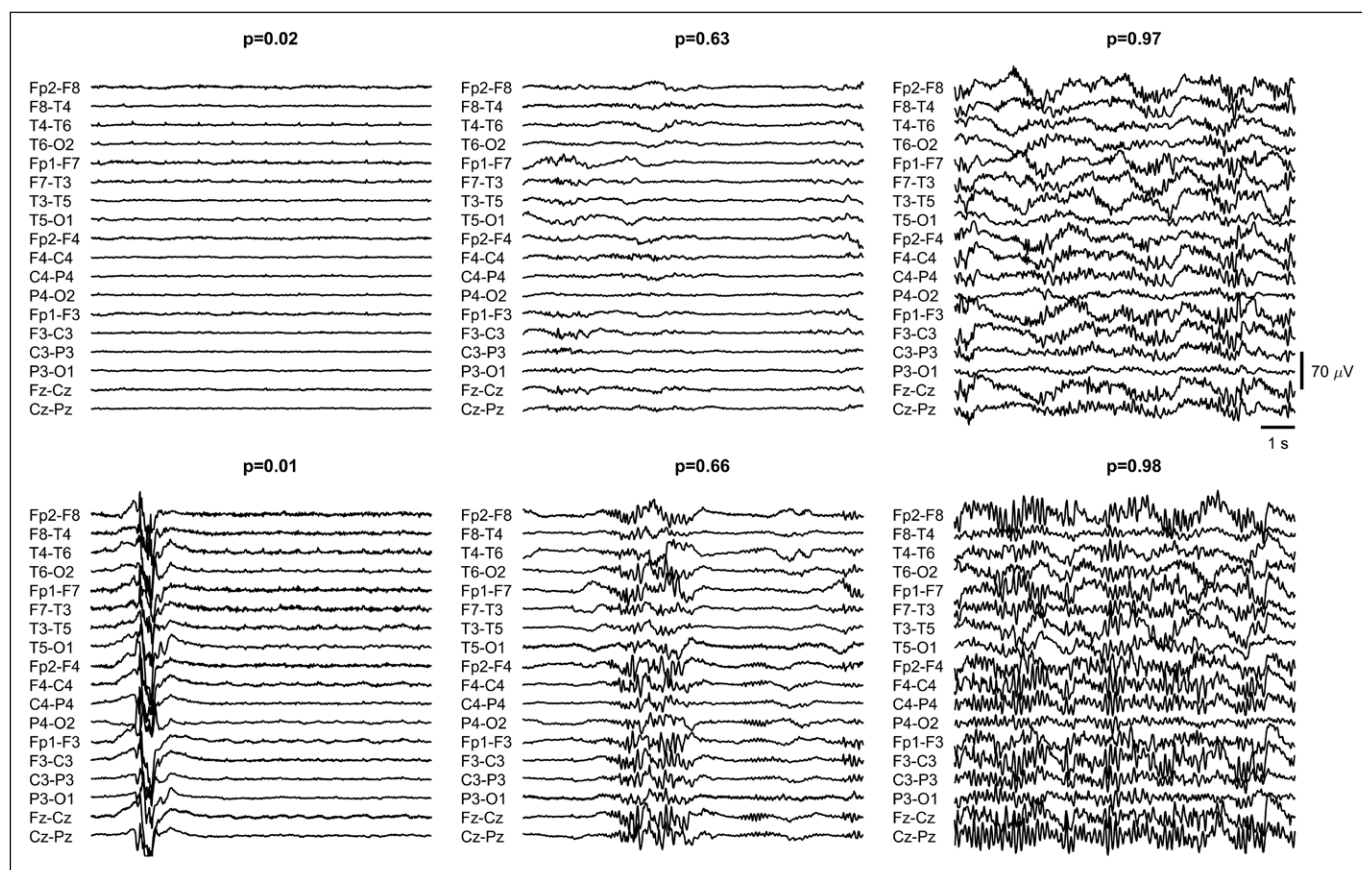 p=0.02
Fp2-F8
F8-T4
T4-T6
T6-O2
Fp1-F7
F7-T3
T3-T5
T5-O1
Fp2-F4
F4-C4
C4-P4
P4-O2
Fp1-F3
F3-C3
C3-P3
P3-O1
Fz-Cz
Cz-Pz
p=0.63
Fp2-F8
F8-T4
T4-T6
T6-O2
Fp1-F7
F7-T3
T3-T5
T5-O1
Fp2-F4
F4-C4
C4-P4
P4-O2
Fp1-F3
F3-C3
C3-P3
P3-O1
Fz-Cz
Cz-Pz
p=0.97
Fp2-F8
F8-T4
T4-T6
T6-O2
Fp1-F7
F7-T3
T3-T5
T5-O1
Fp2-F4
F4-C4
C4-P4
P4-O2
Fp1-F3
F3-C3
C3-P3
P3-O1
Fz-Cz
Cz-Pz
70 μV
1 s
p=0.01
Fp2-F8
F8-T4
T4-T6
T6-O2
Fp1-F7
F7-T3
T3-T5
T5-O1
Fp2-F4
F4-C4
C4-P4
P4-O2
Fp1-F3
F3-C3
C3-P3
P3-O1
Fz-Cz
Cz-Pz
p=0.66
Fp2-F8
F8-T4
T4-T6
T6-O2
Fp1-F7
F7-T3
T3-T5
T5-O1
Fp2-F4
F4-C4
C4-P4
P4-O2
Fp1-F3
F3-C3
C3-P3
P3-O1
Fz-Cz
Cz-Pz
p=0.98
Fp2-F8
F8-T4
T4-T6
T6-O2
Fp1-F7
F7-T3
T3-T5
T5-O1
Fp2-F4
F4-C4
C4-P4
P4-O2
Fp1-F3
F3-C3
C3-P3
P3-O1
Fz-Cz
Cz-Pz